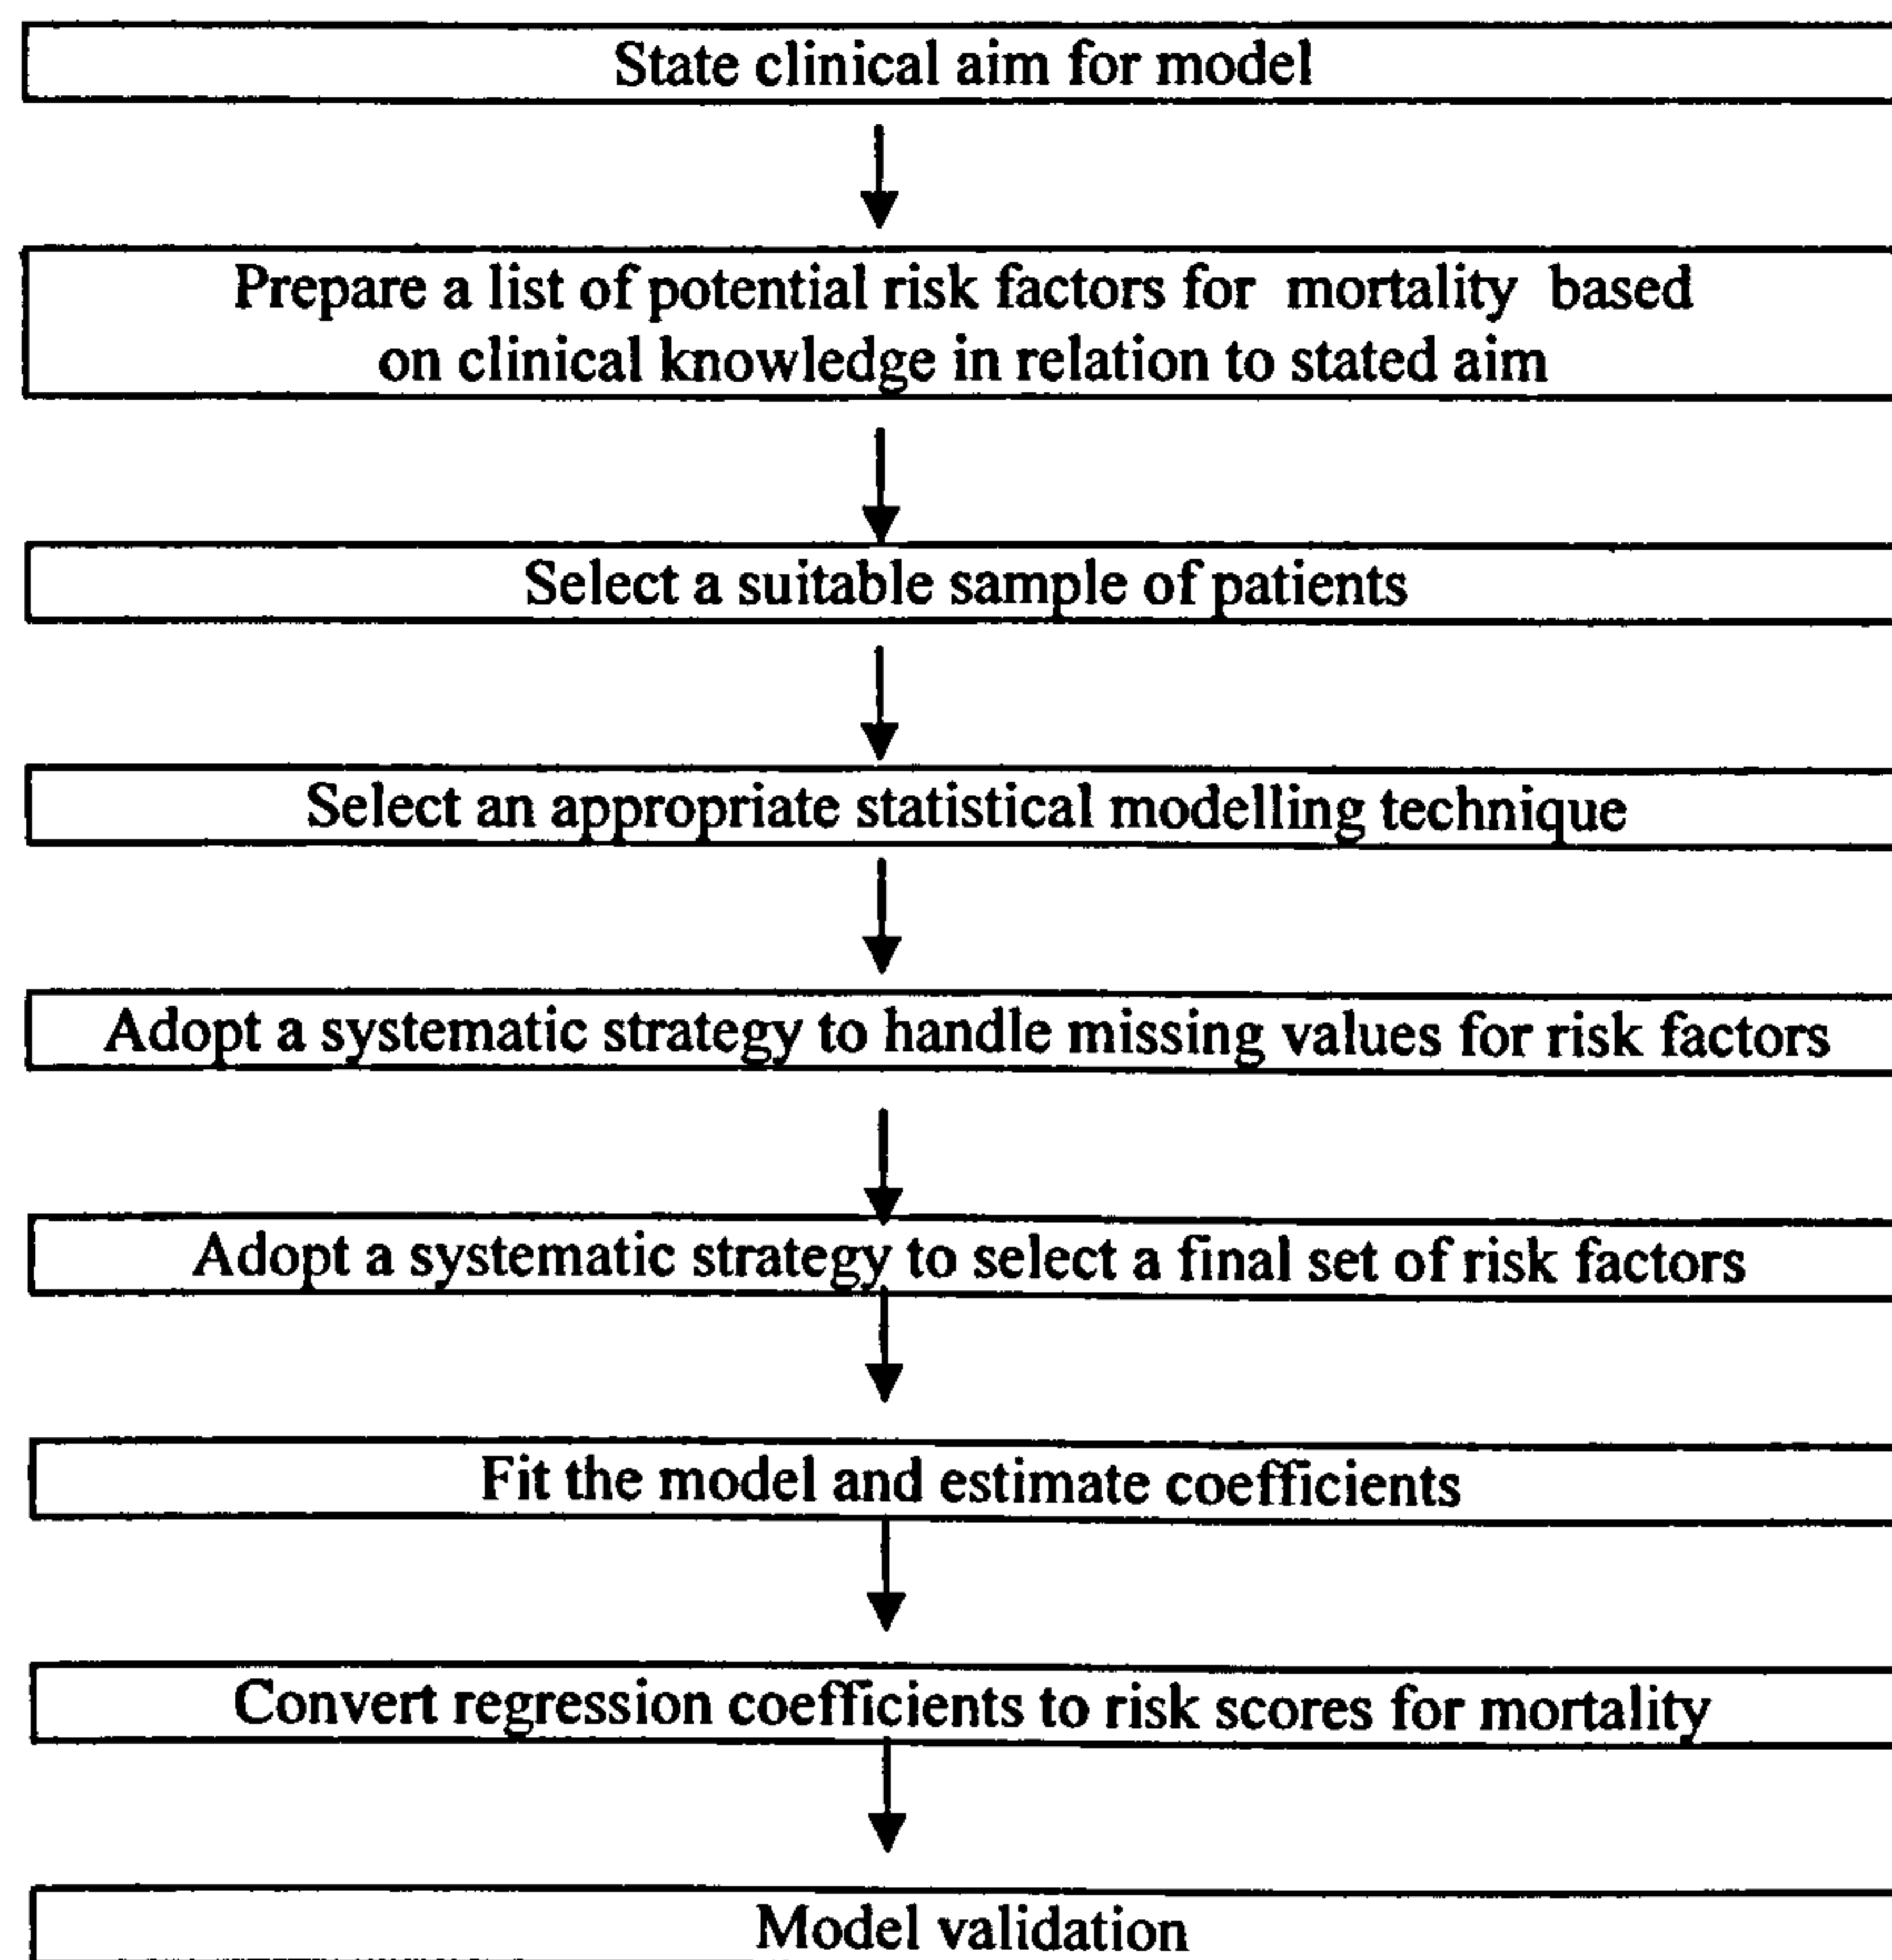 State clinical aim for model
Prepare a list of potential risk factors for mortality based
on clinical knowledge in relation to stated aim
Select a suitable sample of patients
Select an appropriate statistical modelling technique
Adopt a systematic strategy to handle missing values for risk factors
Adopt a systematic strategy to select a final set of risk factors
Fit the model and estimate coefficients
Convert regression coefficients to risk scores for mortality
Model validation